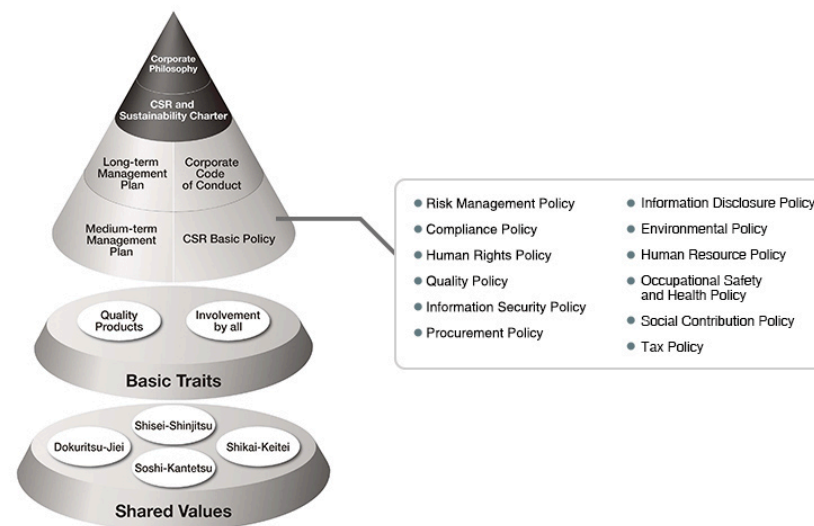 Corporate
Philosophy
CSR and
Sustainability Charter
Long-term
Management
Plan
Corporate
Code
of Conduct
Medium-term
Management
Plan
CSR Basic Policy
Risk Management Policy
Compliance Policy
Human Rights Policy
Quality Policy
Information Security Policy
Procurement Policy
Information Disclosure Policy
Environmental Policy
Human Resource Policy
Occupational Safety
and Health Policy
Social Contribution Policy
Tax Policy
Quality
Products
Involvement
by all
Basic Traits
Shisei-Shinjitsu
Dokuritsu-Jiei
Shikai-Keitei
Soshi-Kantetsu
Shared Values